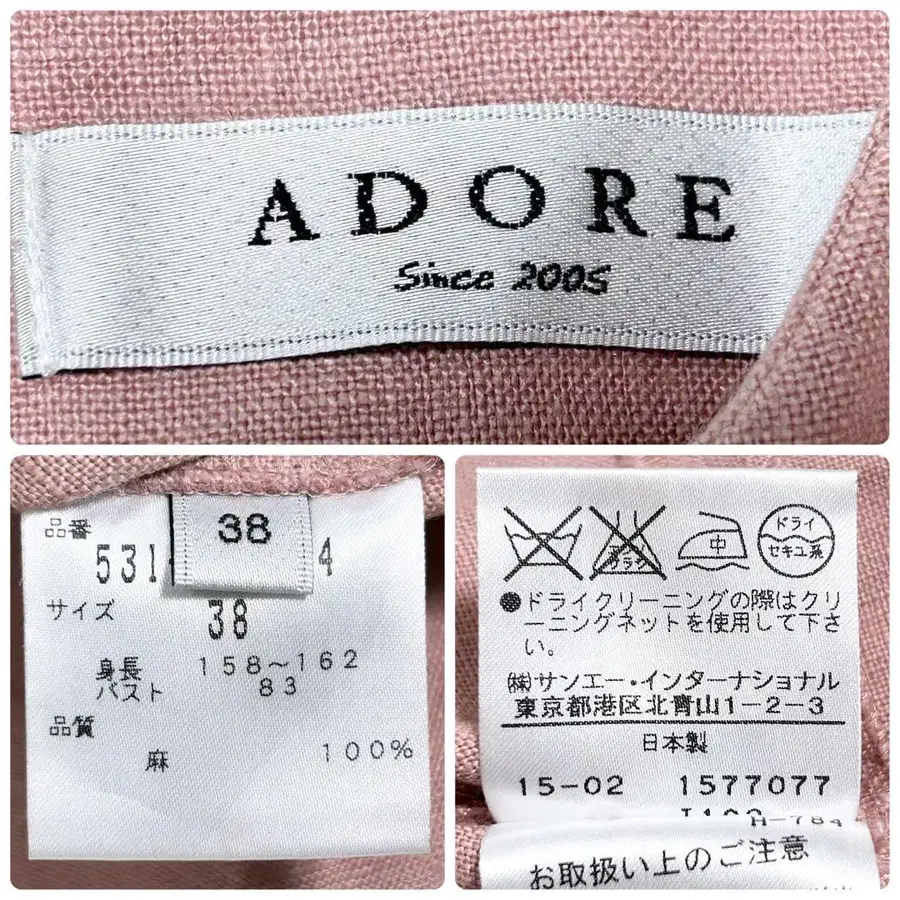 ADORE
Since 2005
品番
38
531
4
サイズ
38
身長 158～162
バスト 83
品質
麻 100%
中
ドライ
セキユ系
●ドライクリーニングの際はクリ
ーニングネットを使用して下さ
い。
㈱サンエー・インターナショナル
東京都港区北青山1-2-3
日本製
15-02 1577077
H-784
お取扱い上のご注意